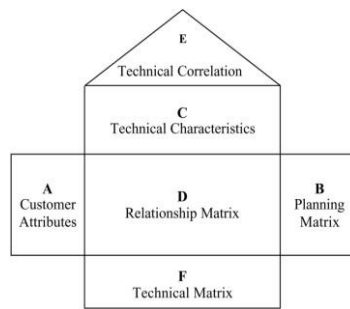 E
Technical Correlation
C
Technical Characteristics
A
Customer
Attributes
D
Relationship Matrix
B
Planning
Matrix
F
Technical Matrix